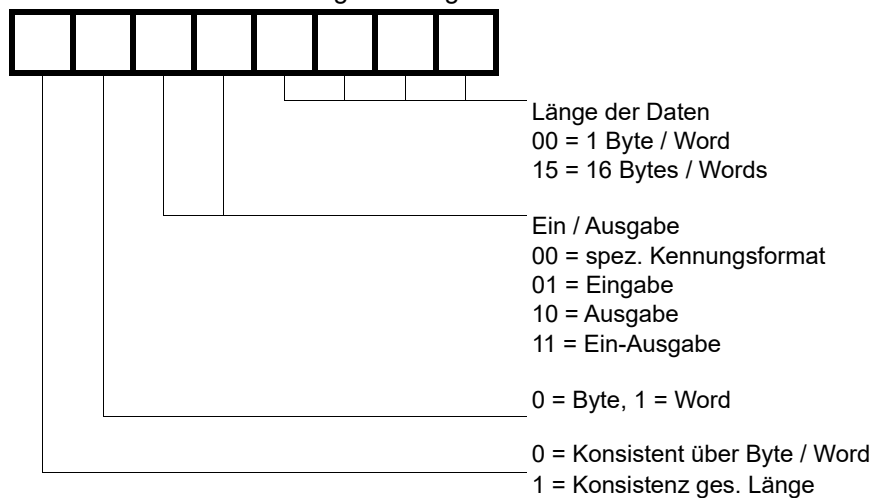 Länge der Daten
00 = 1 Byte / Word
15 = 16 Bytes / Words
Ein / Ausgabe
00 = spez. Kennungsformat
01 = Eingabe
10 = Ausgabe
11 = Ein-Ausgabe
0 = Byte, 1 = Word
0 = Konsistent über Byte / Word
1 = Konsistenz ges. Länge